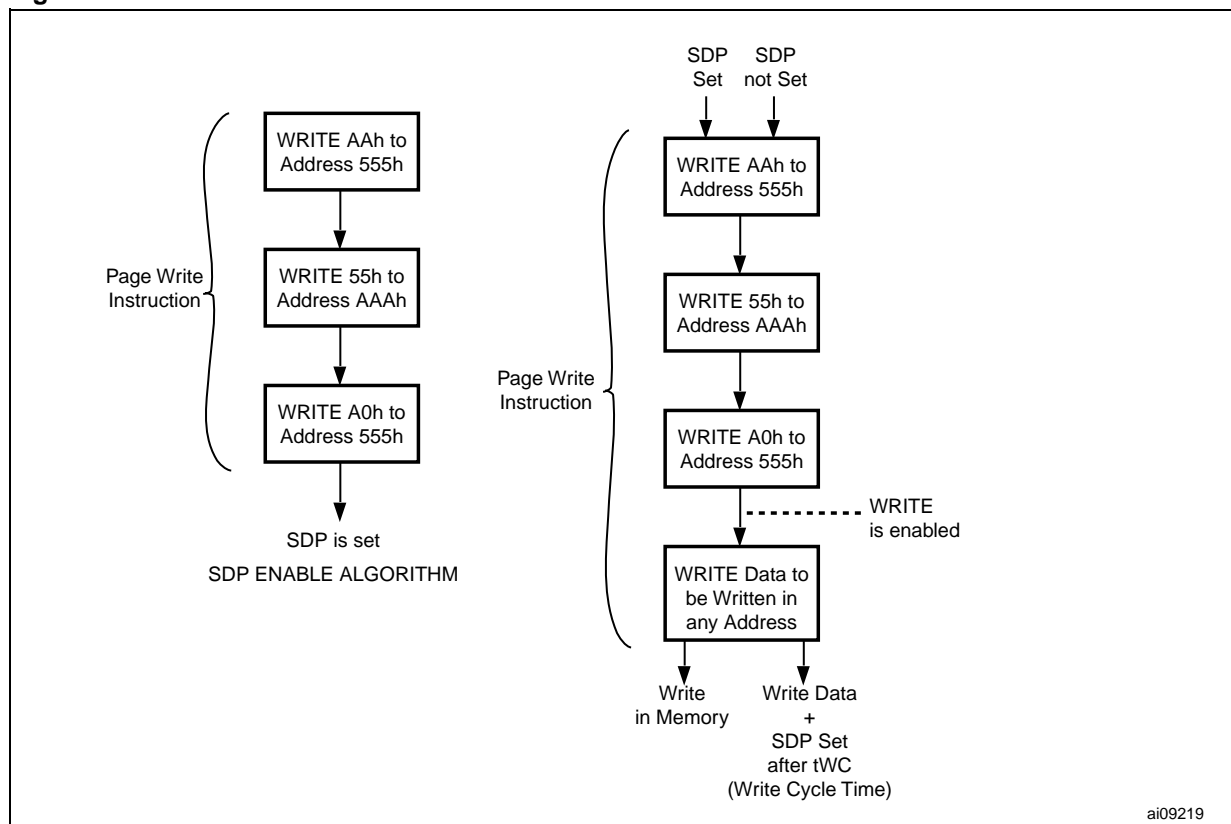 Page Write
Instruction
WRITE AAh to
Address 555h
WRITE 55h to
Address AAAh
WRITE A0h to
Address 555h
SDP is set
SDP ENABLE ALGORITHM
SDP
Set
SDP
not Set
Page Write
Instruction
WRITE AAh to
Address 555h
WRITE 55h to
Address AAAh
WRITE A0h to
Address 555h
WRITE
is enabled
WRITE Data to
be Written in
any Address
Write
in Memory
Write Data
+
SDP Set
after tWC
(Write Cycle Time)
ai09219